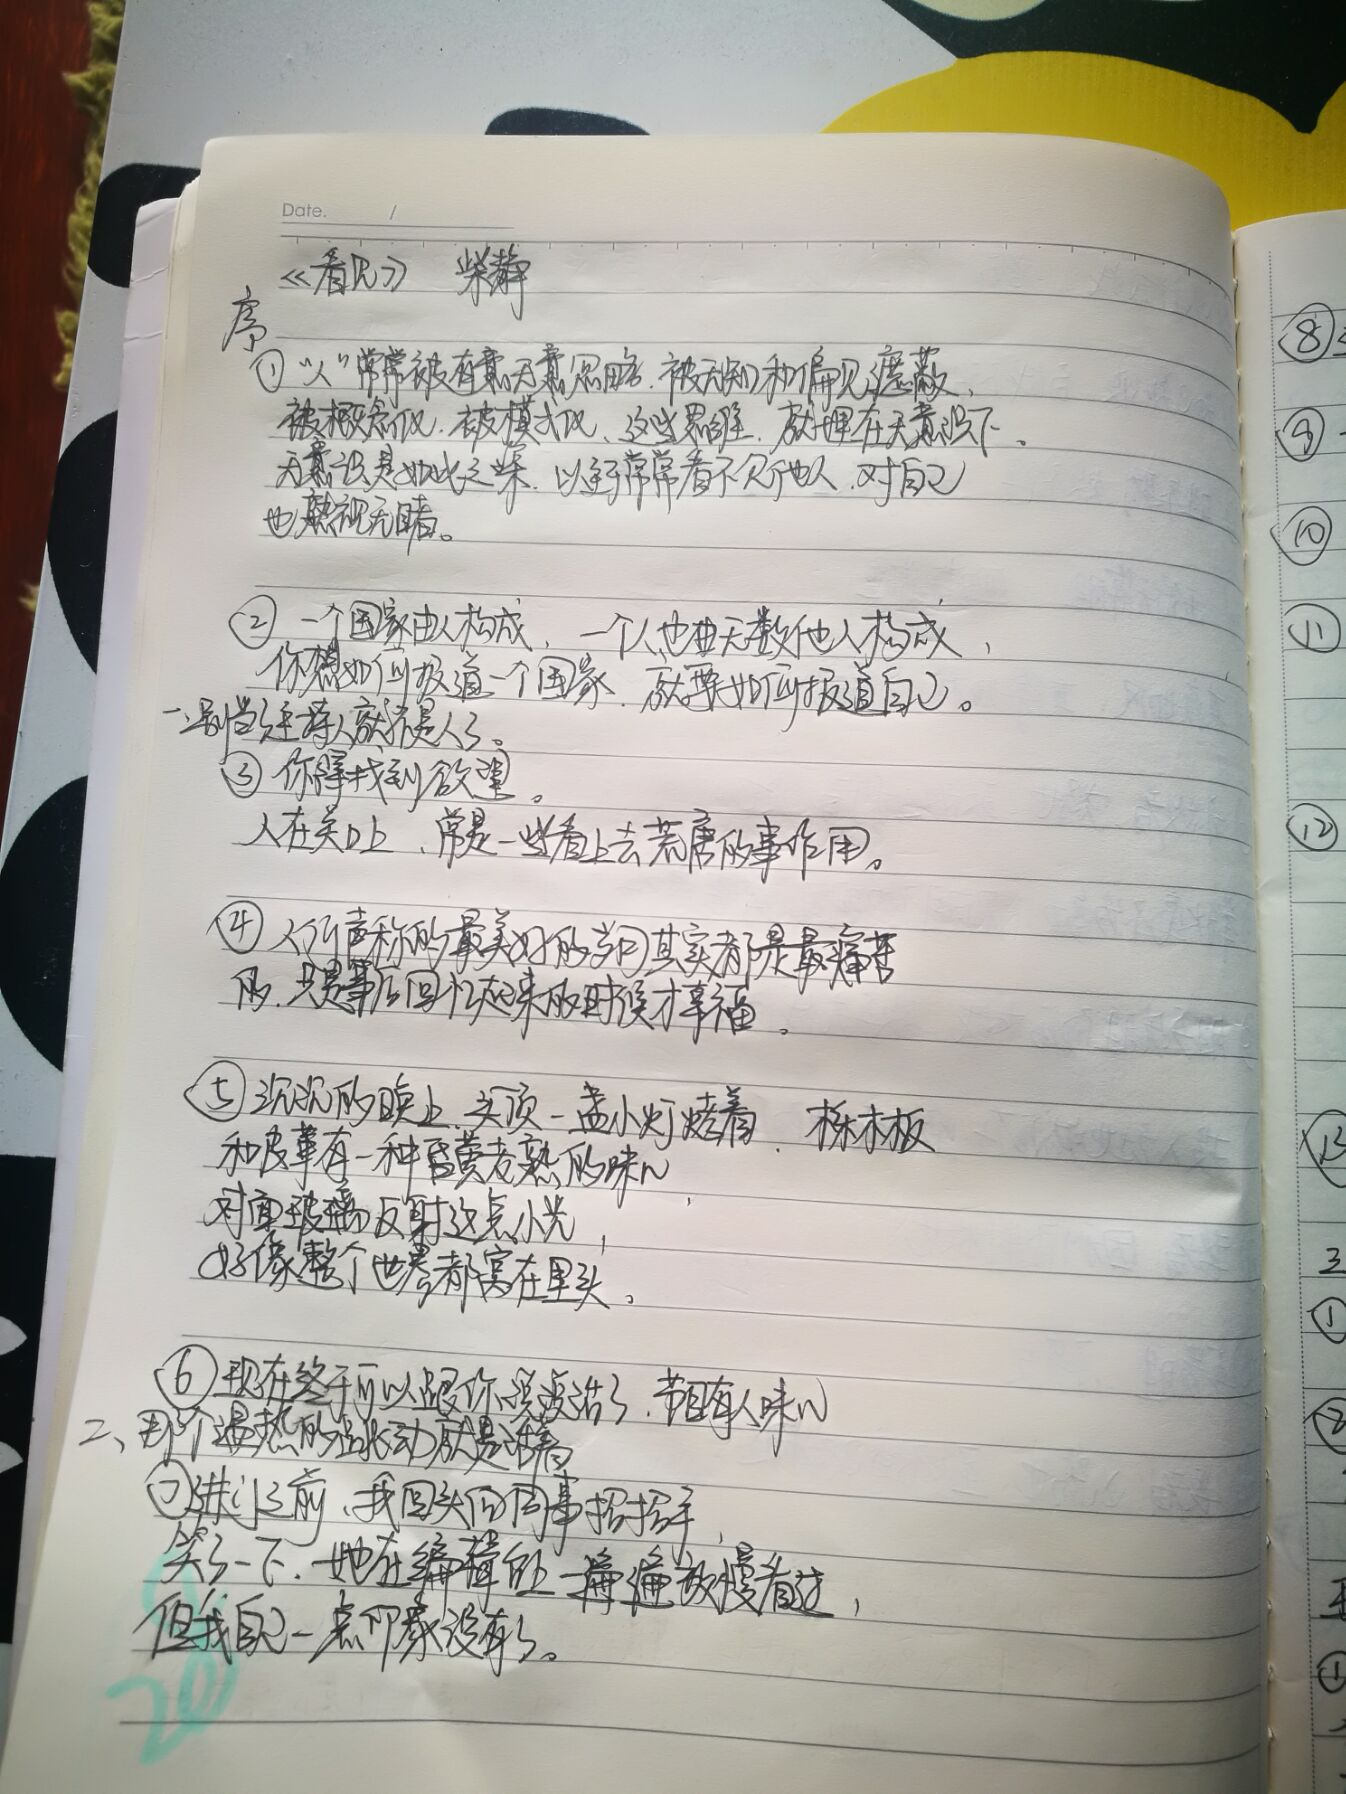 Date. /
《看见》 柴静
序
① "人"常常被有意无意忽略.被无知和偏见遮蔽、
被概念化.被模式化、这些思维.就埋在无意识下。
无意识是如此之深.以至于常常看不见他人.对自己
也熟视无睹。
② 一个国家由人构成、一个人也由无数他人构成,
你想如何报道一个国家.就要如何报道自己。
一、别当了主持人就不是人了。
③ 你得找到欲望。
人在关口上、常是一些看上去荒唐的事作用。
④ 人们声称的最美好的岁月其实都是最痛苦
的.只是事后回忆起来的时候才幸福。
⑤ 沉沉的晚上.头顶一盏小灯烤着.栎木板
和皮革有一种昏黄老熟的味儿,
对面玻璃反射这点小光,
好像整个世界都窝在里头。
⑥ 现在终于可以跟你说说话了.节目有人味儿
二、那个温热的跳动就是活着
⑦ 进门之前、我回头向同事招招手,
笑了一下.她在编辑的 一遍遍放慢看过,
但我自己一点印象没有了。
⑧
⑨
⑩
⑪
⑫
⑬
三
①
②
①